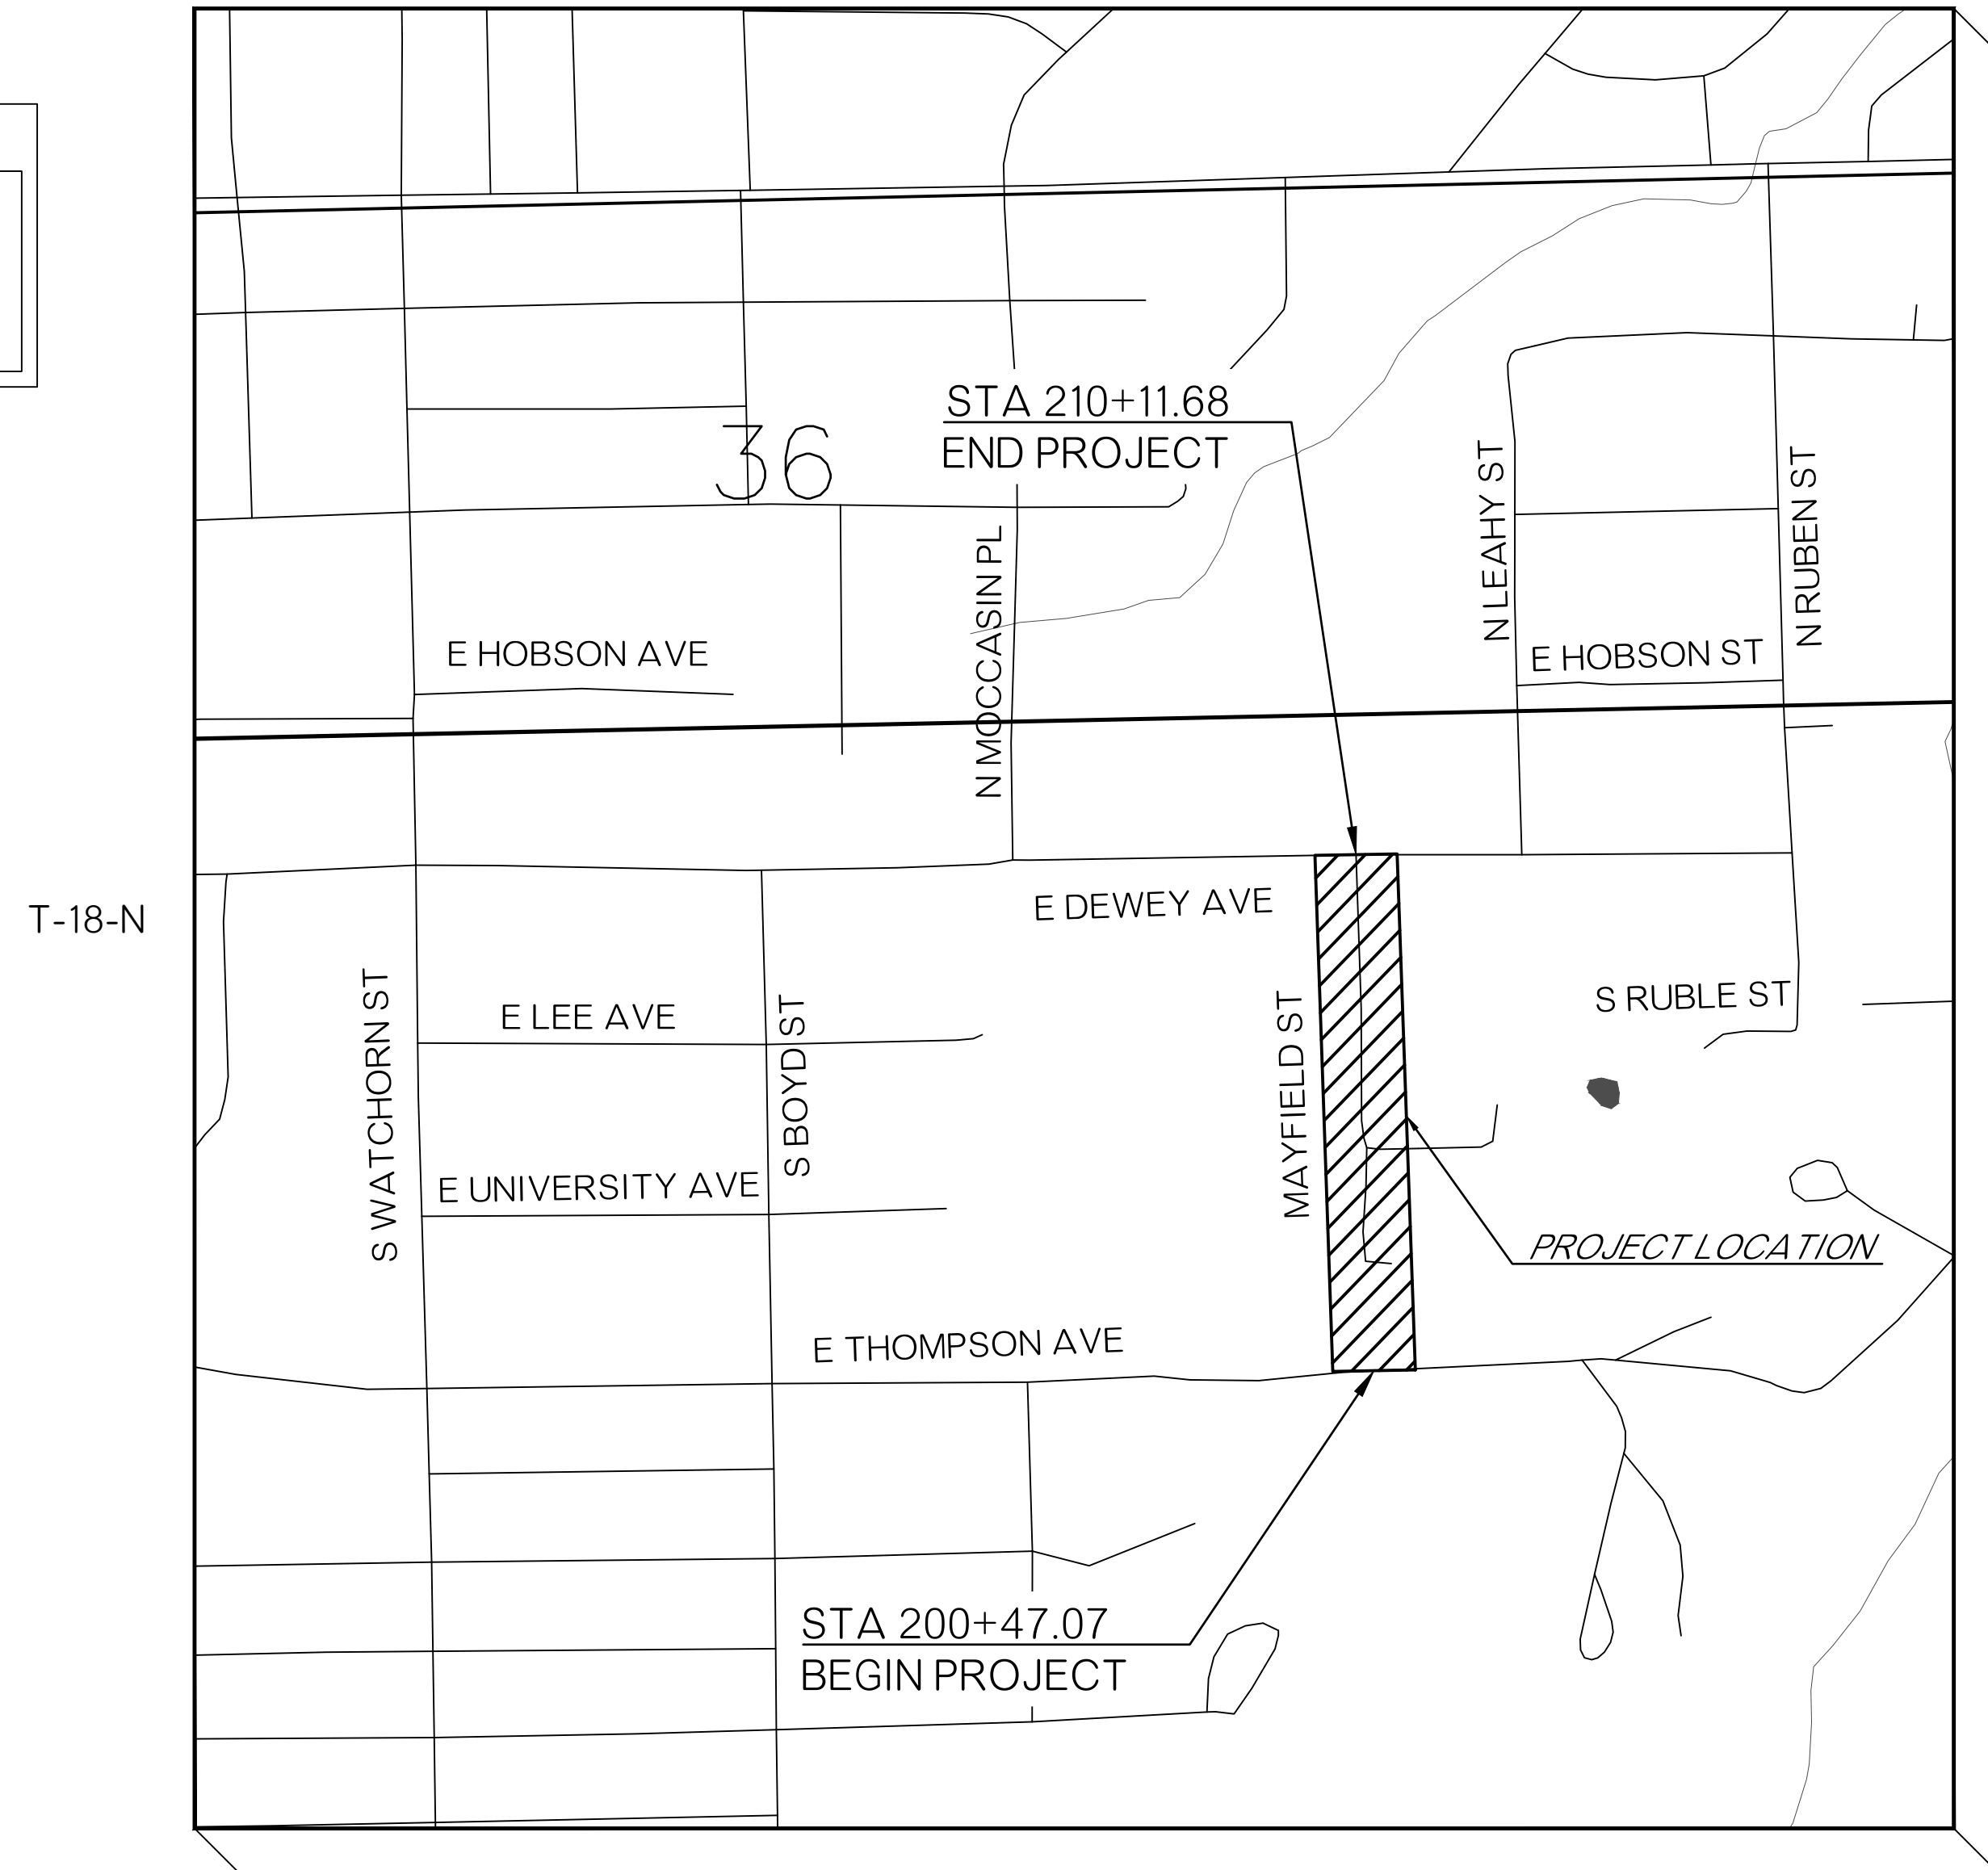 STA 210+11.68
END PROJECT
36
N LEAHY ST
N RUBEN ST
N MOCCASIN PL
E HOBSON AVE
E HOBSON ST
T-18-N
E DEWEY AVE
S WATCHORN ST
E LEE AVE
S BOYD ST
MAYFIELD ST
S RUBLE ST
E UNIVERSITY AVE
PROJECT LOCATION
E THOMPSON AVE
STA 200+47.07
BEGIN PROJECT